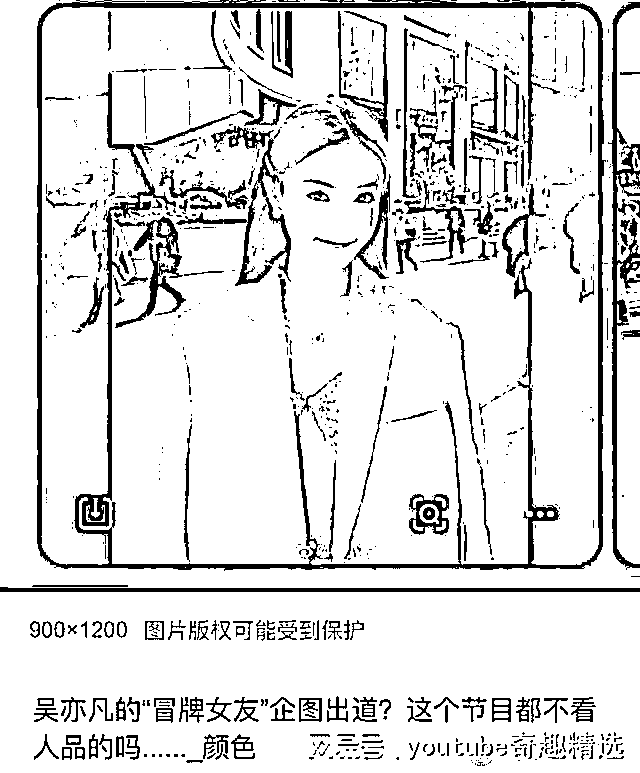 900×1200 图片版权可能受到保护
吴亦凡的“冒牌女友”企图出道？这个节目都不看
人品的吗……_颜色
youtube奇趣精选